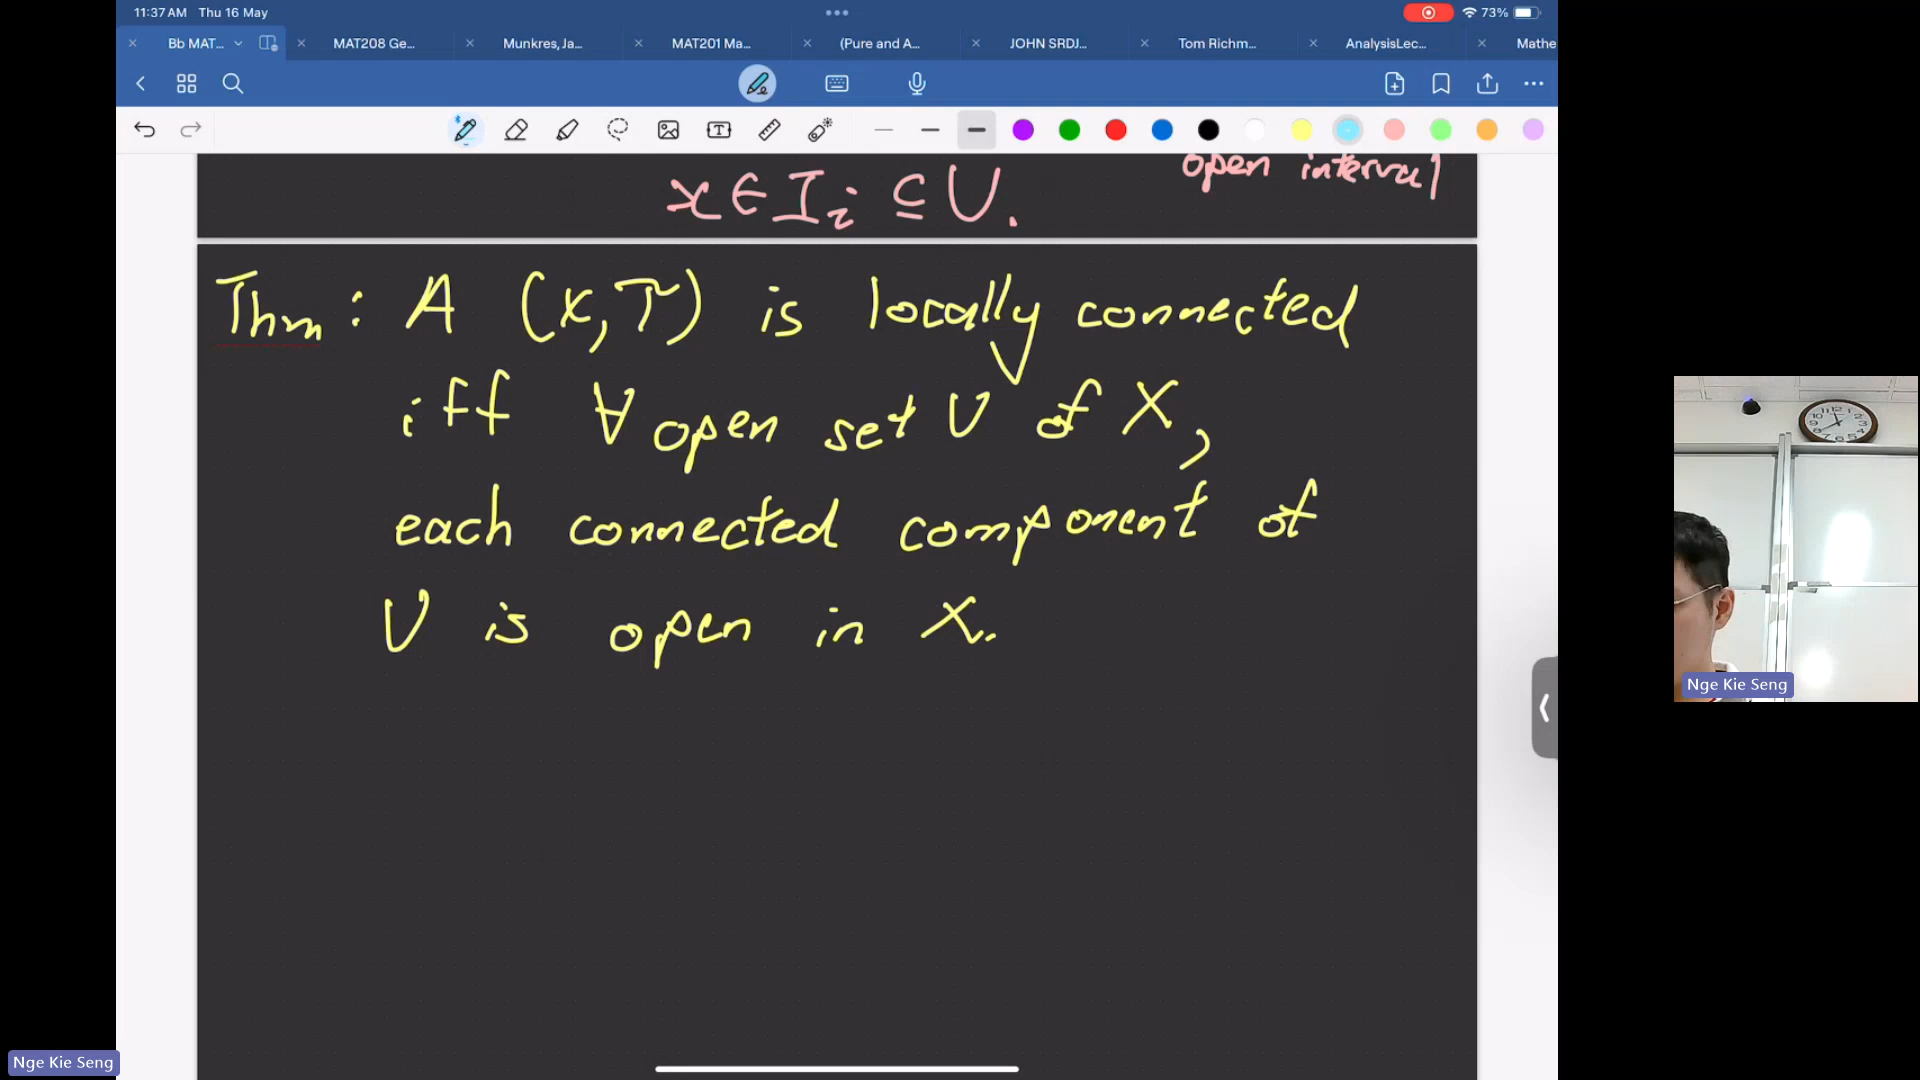 11:37 AM Thu 16 May
73%
Bb MAT... MAT208 Ge... Munkres, Ja... MAT201 Ma... (Pure and A... JOHN SRDJ... Tom Richm... AnalysisLec... Mathe
open interval
x ∈ I_i ⊆ U.
Thm : A (X, T) is locally connected
iff ∀ open set U of X,
each connected component of
U is open in X.
Nge Kie Seng
Nge Kie Seng